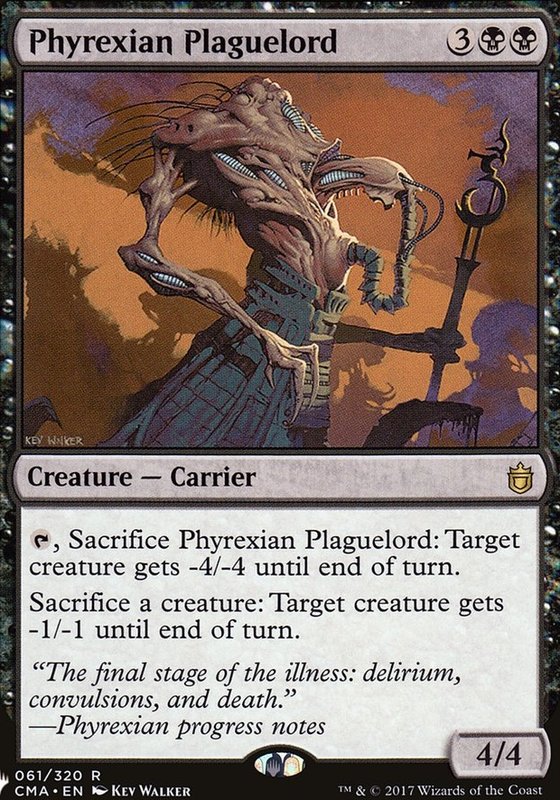 Phyrexian Plaguelord 3
KEV WALKER
Creature — Carrier
, Sacrifice Phyrexian Plaguelord: Target
creature gets -4/-4 until end of turn.
Sacrifice a creature: Target creature gets
-1/-1 until end of turn.
“The final stage of the illness: delirium,
convulsions, and death.”
—Phyrexian progress notes
4/4
061/320 R
CMA • EN Kev Walker
™ & © 2017 Wizards of the Coast